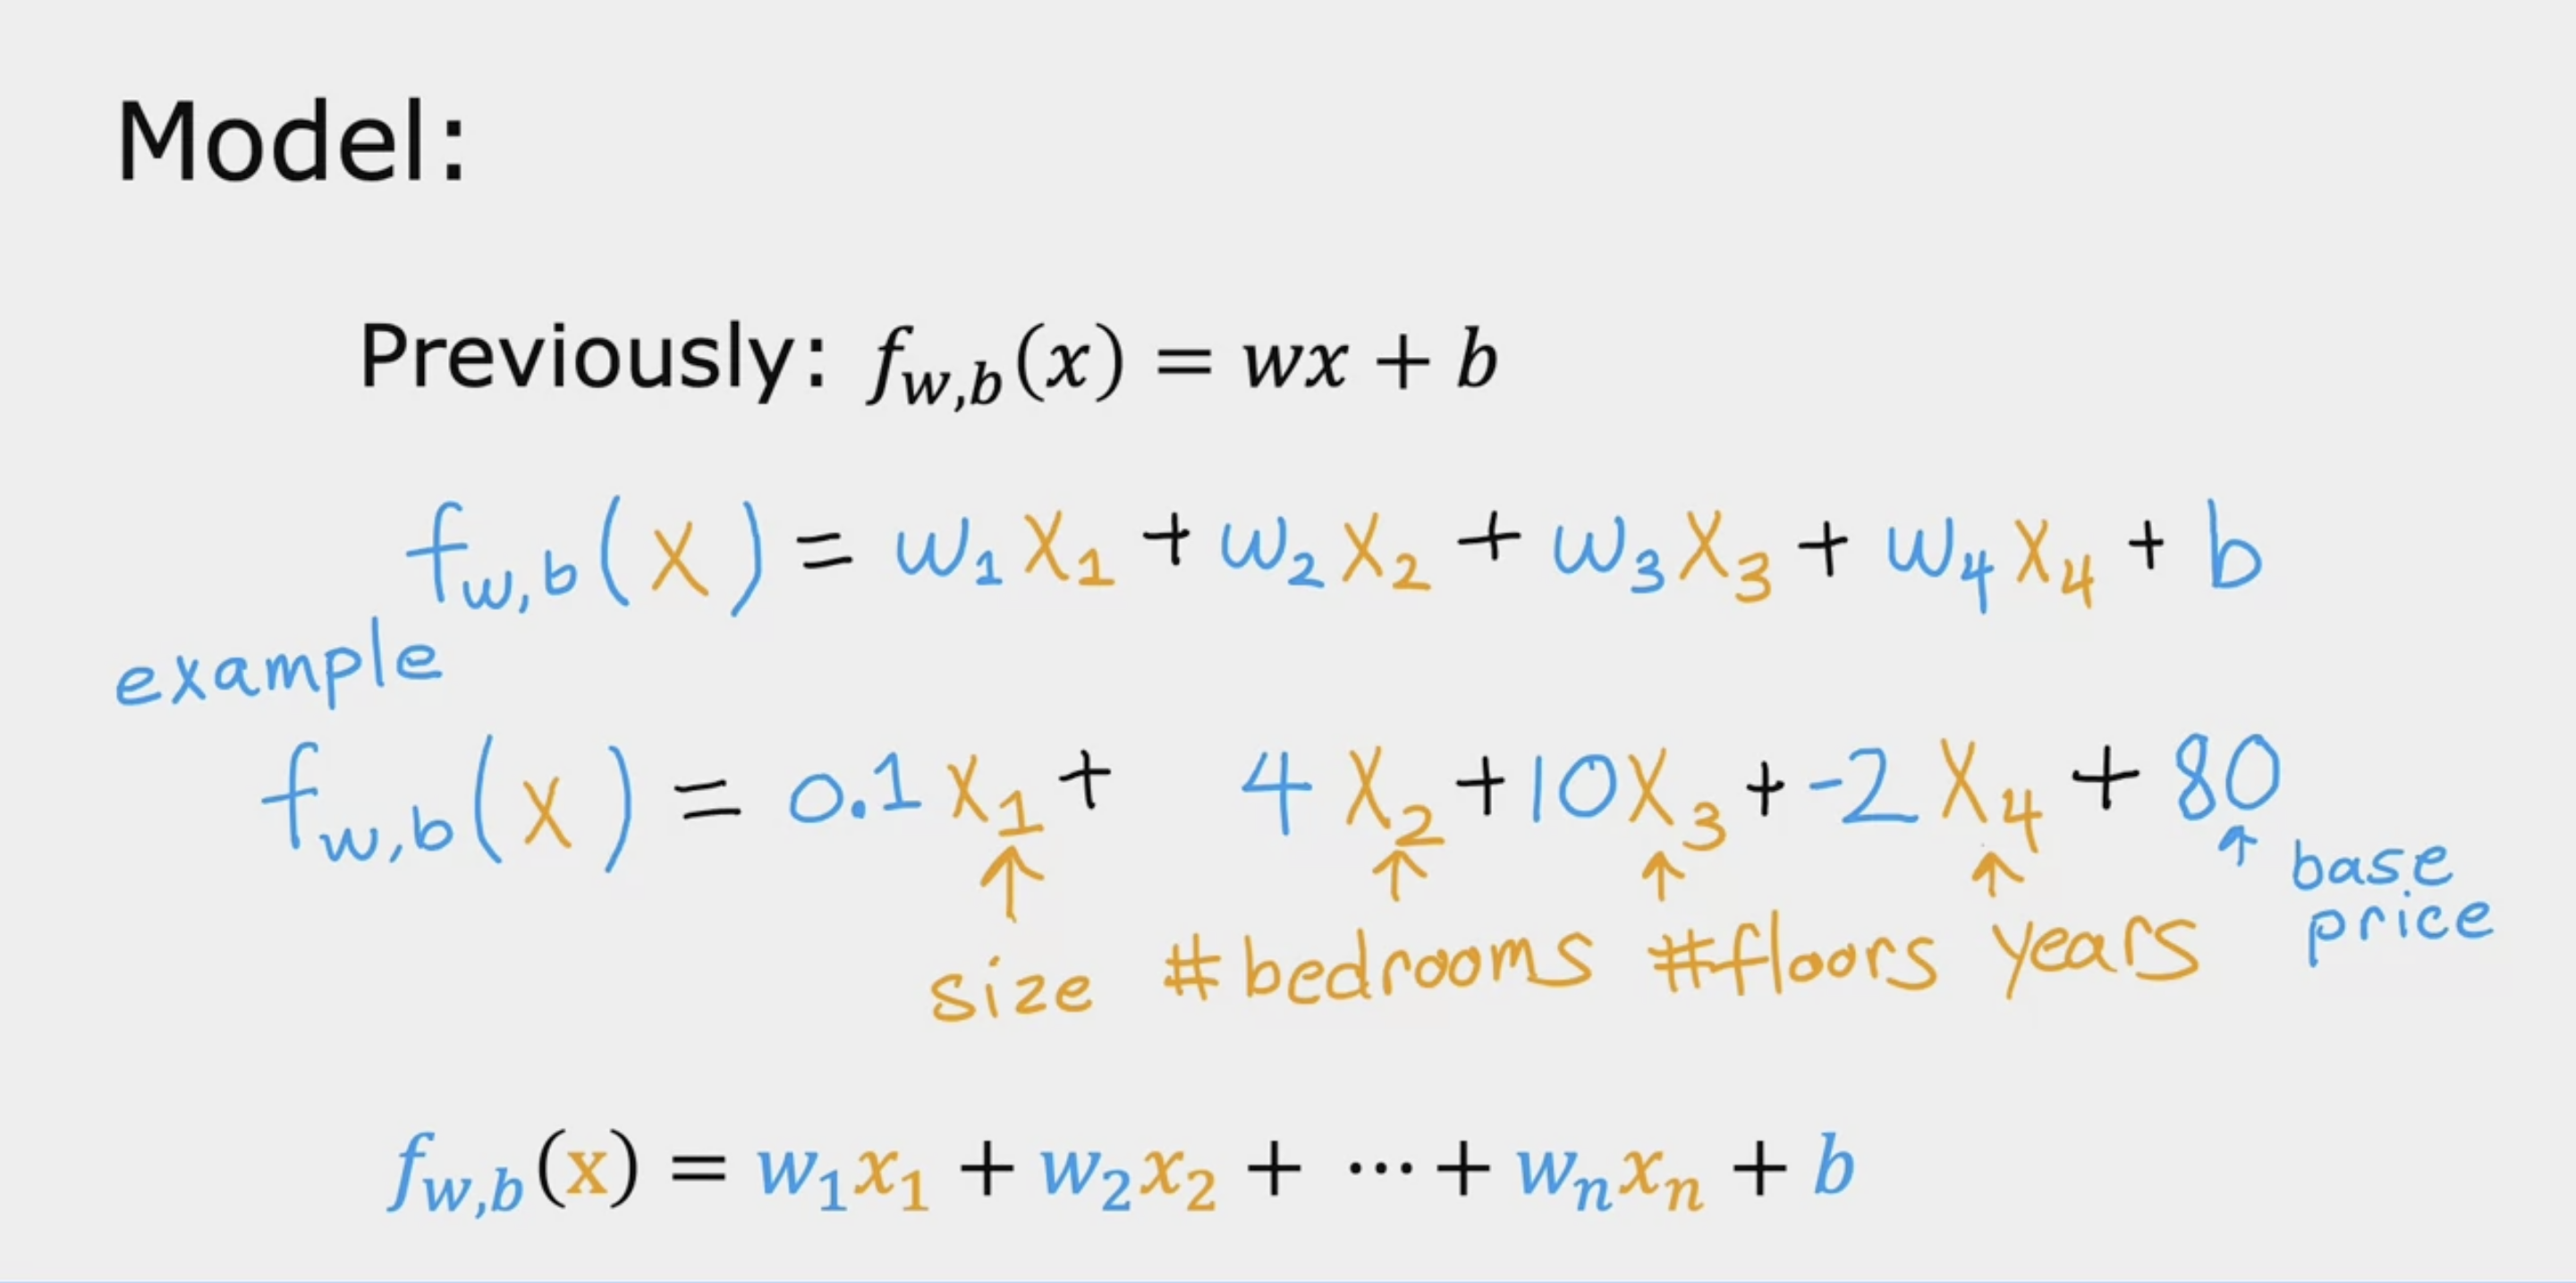 Model:
Previously: f_{w,b}(x) = wx + b
f_{w,b}(x) = w₁x₁ + w₂x₂ + w₃x₃ + w₄x₄ + b
example
f_{w,b}(x) = 0.1x₁ + 4x₂ + 10x₃ + -2x₄ + 80
↑ size ↑ #bedrooms ↑ #floors ↑ years ↑ base price
f_{w,b}(x) = w₁x₁ + w₂x₂ + ⋯ + wₙxₙ + b